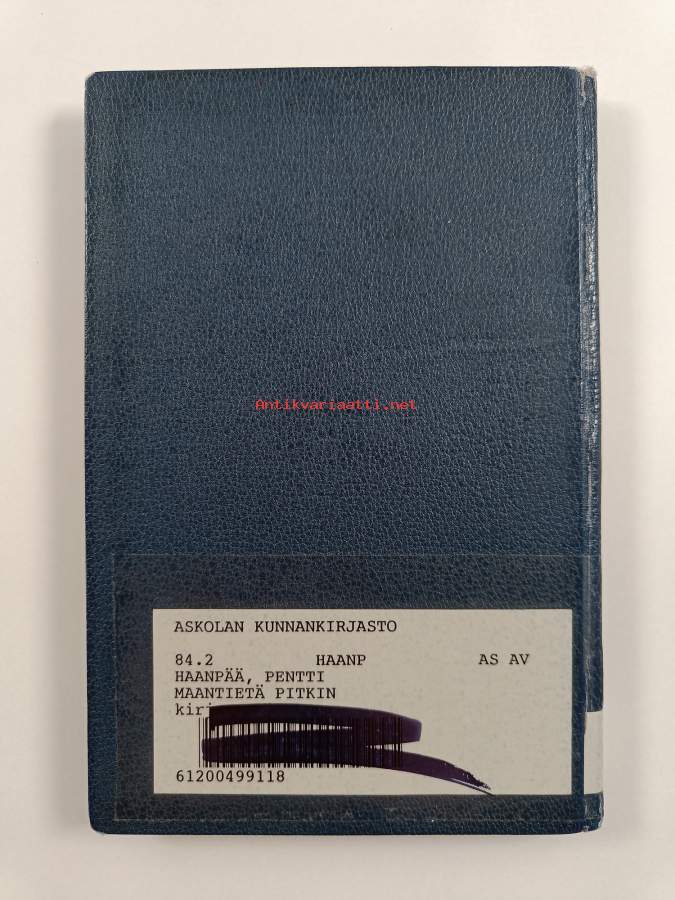 Antikvariaatti.net
ASKOLAN KUNNANKIRJASTO
84.2 HAANP AS AV
HAANPÄÄ, PENTTI
MAANTIETÄ PITKIN
61200499118